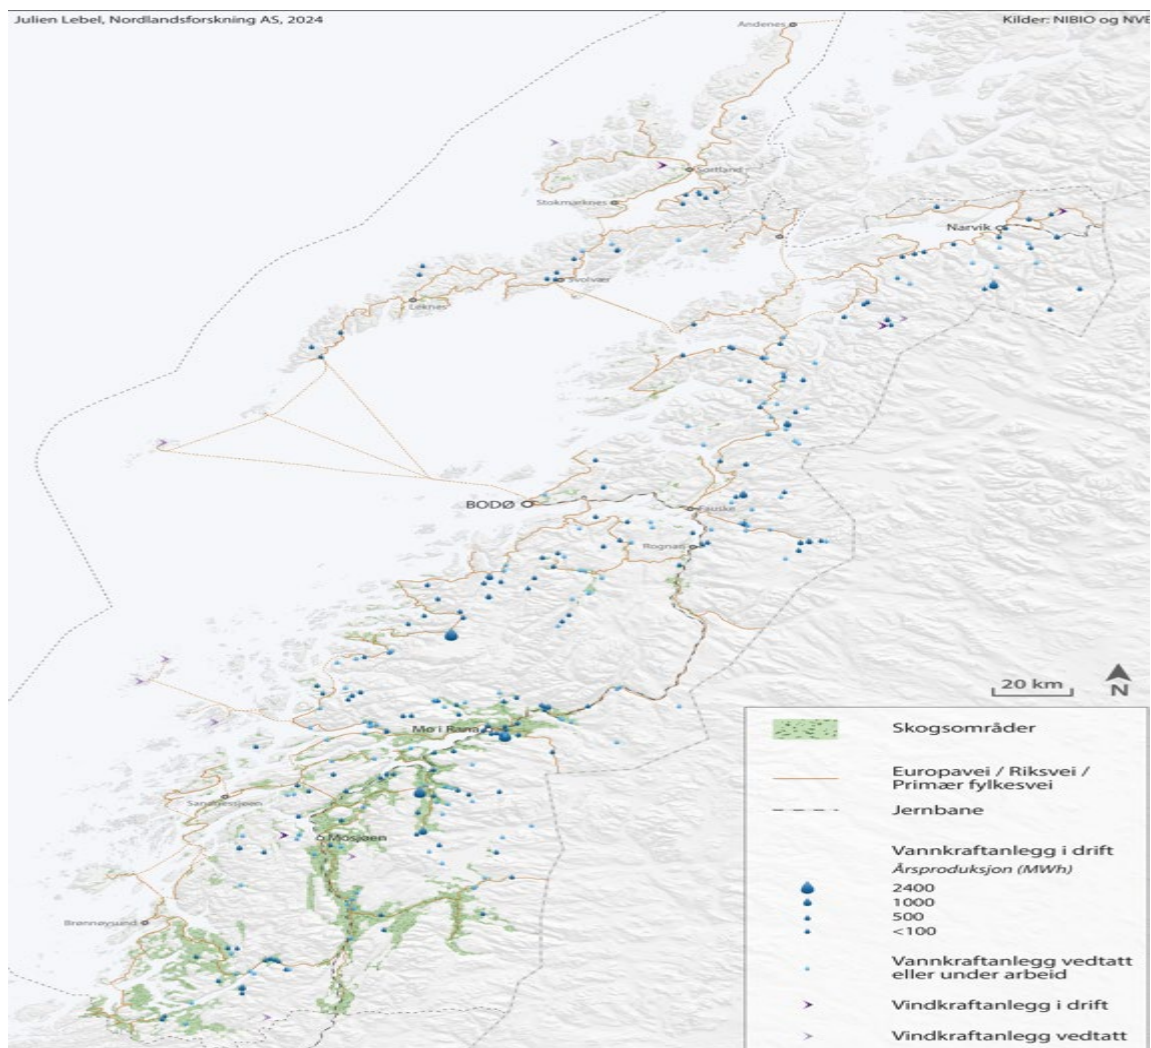 Julien Lebel, Nordlandsforskning AS, 2024
Kilder: NIBIO og NVE
Andenes
Sortland
Stokmarknes
Narvik
Svolvær
Leknes
BODØ
Fauske
Rognan
20 km
N
Mo i Rana
Sandnessjøen
Mosjøen
Brønnøysund
Skogsområder
Europavei / Riksvei /
Primær fylkesvei
Jernbane
Vannkraftanlegg i drift
Årsproduksjon (MWh)
2400
1000
500
<100
Vannkraftanlegg vedtatt
eller under arbeid
Vindkraftanlegg i drift
Vindkraftanlegg vedtatt